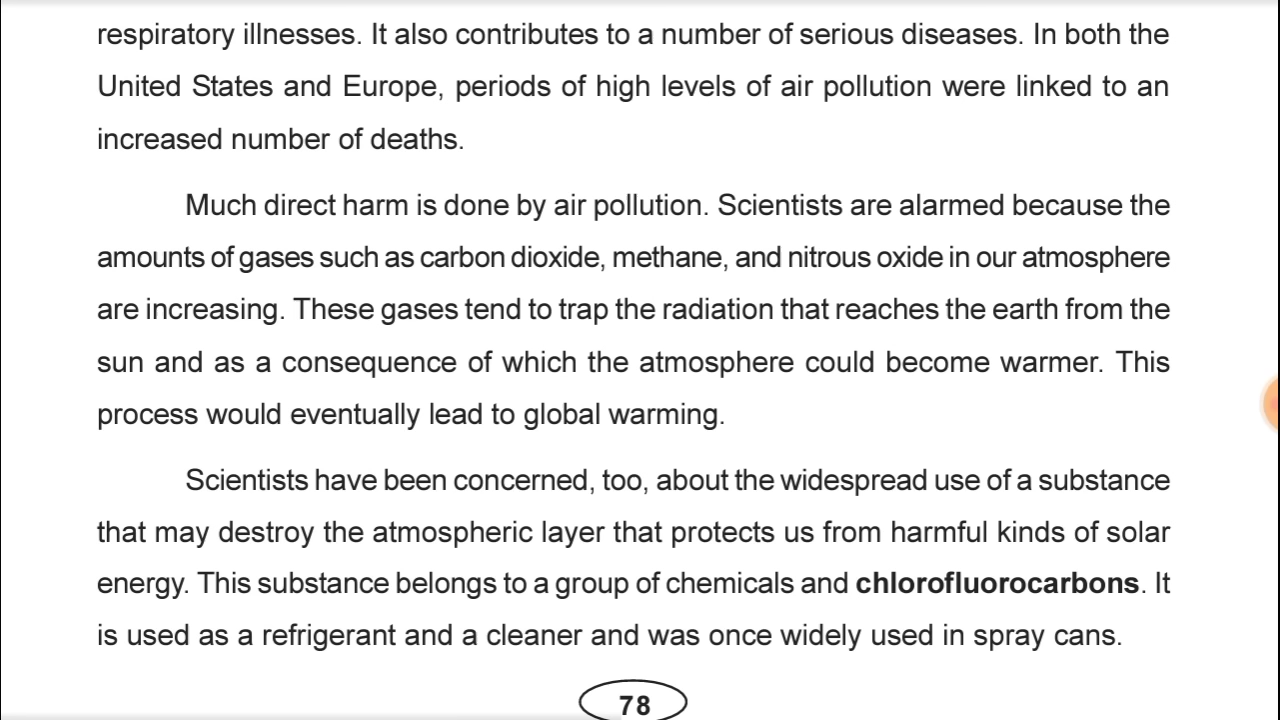 respiratory illnesses. It also contributes to a number of serious diseases. In both the
United States and Europe, periods of high levels of air pollution were linked to an
increased number of deaths.
Much direct harm is done by air pollution. Scientists are alarmed because the
amounts of gases such as carbon dioxide, methane, and nitrous oxide in our atmosphere
are increasing. These gases tend to trap the radiation that reaches the earth from the
sun and as a consequence of which the atmosphere could become warmer. This
process would eventually lead to global warming.
Scientists have been concerned, too, about the widespread use of a substance
that may destroy the atmospheric layer that protects us from harmful kinds of solar
energy. This substance belongs to a group of chemicals and chlorofluorocarbons. It
is used as a refrigerant and a cleaner and was once widely used in spray cans.
78